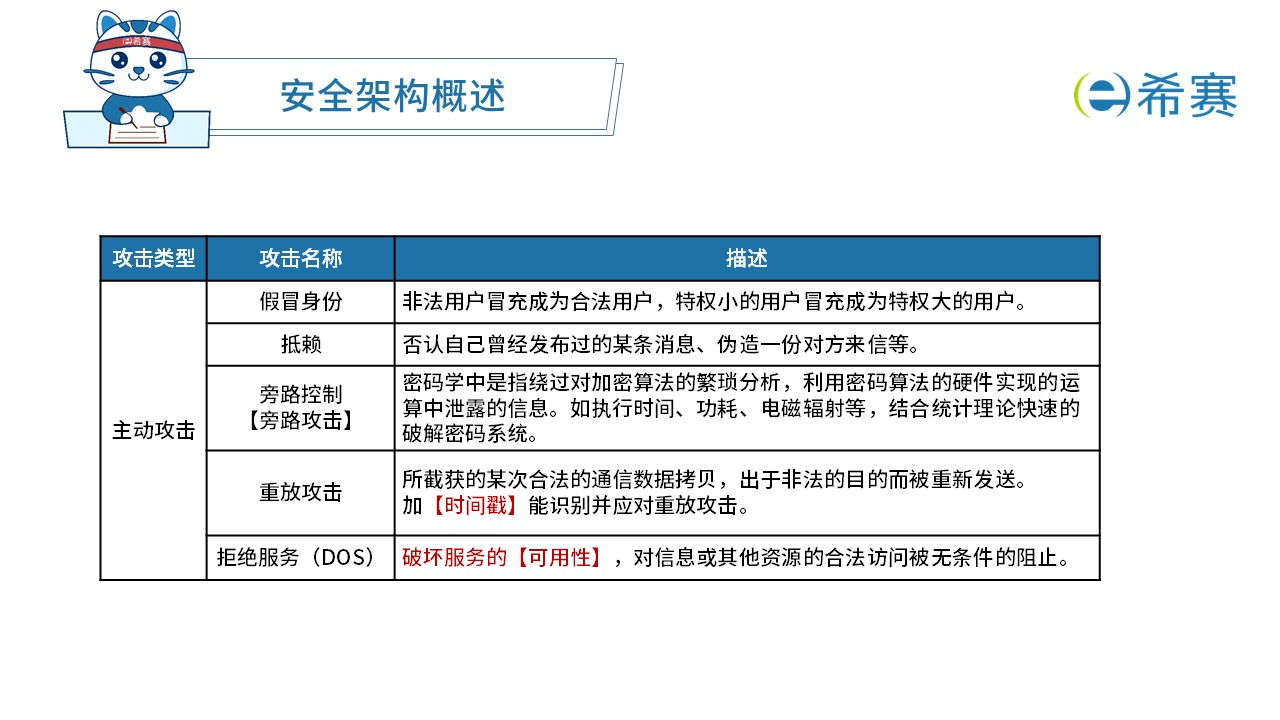 希赛
安全架构概述
希赛
攻击类型
攻击名称
描述
主动攻击
假冒身份
非法用户冒充成为合法用户，特权小的用户冒充成为特权大的用户。
抵赖
否认自己曾经发布过的某条消息、伪造一份对方来信等。
旁路控制
【旁路攻击】
密码学中是指绕过对加密算法的繁琐分析，利用密码算法的硬件实现的运
算中泄露的信息。如执行时间、功耗、电磁辐射等，结合统计理论快速的
破解密码系统。
重放攻击
所截获的某次合法的通信数据拷贝，出于非法的目的而被重新发送。
加【时间戳】能识别并应对重放攻击。
拒绝服务（DOS）
破坏服务的【可用性】，对信息或其他资源的合法访问被无条件的阻止。